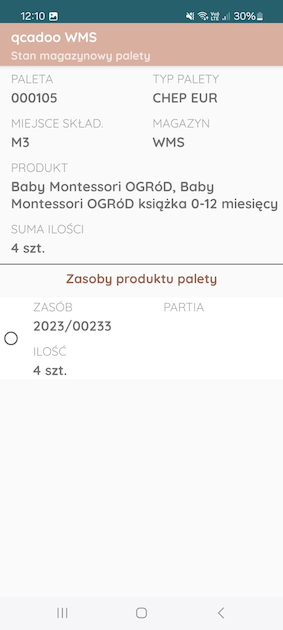 12:10 30%
qcadoo WMS
Stan magazynowy palety
PALETA TYP PALETY
000105 CHEP EUR
MIEJSCE SKŁAD. MAGAZYN
M3 WMS
PRODUKT
Baby Montessori OGRóD, Baby
Montessori OGRóD książka 0-12 miesięcy
SUMA ILOŚCI
4 szt.
Zasoby produktu palety
ZASÓB PARTIA
2023/00233
ILOŚĆ
4 szt.